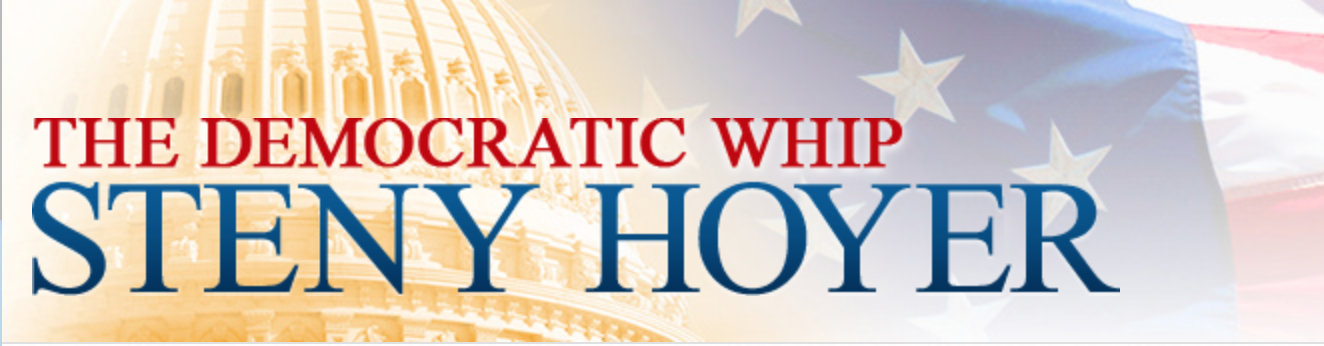 THE DEMOCRATIC WHIP
STENY HOYER